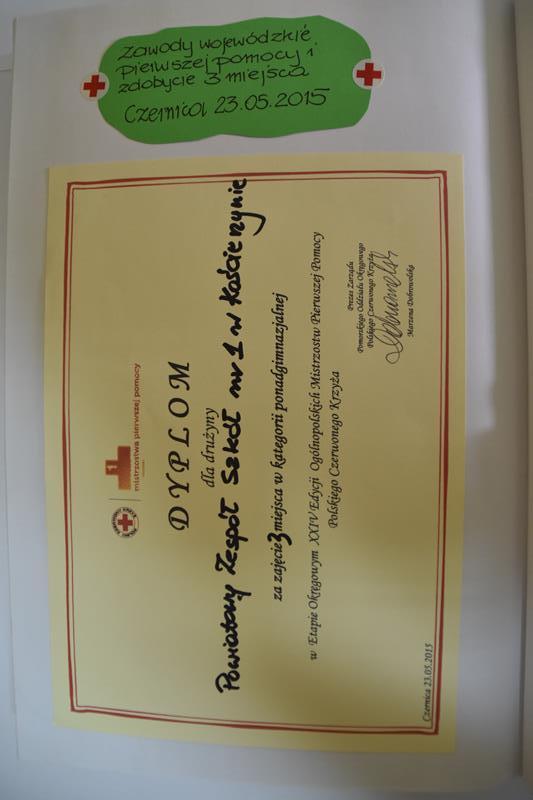 Zawody wojewódzkie
Pierwszej pomocy i
zdobycie 3 miejsca
Czernica 23.05.2015
mistrzostwa pierwszej pomocy
DYPLOM
dla drużyny
Powiatowy Zespół Szkół nr 1 w Kościerzynie
za zajęcie 3 miejsca w kategorii ponadgimnazjalnej
w Etapie Okręgowym XXIV Edycji Ogólnopolskich Mistrzostw Pierwszej Pomocy
Polskiego Czerwonego Krzyża
Prezes Zarządu
Pomorskiego Oddziału Okręgowego
Polskiego Czerwonego Krzyża
Marzena Dobrowolska
Czernica 23.05.2015